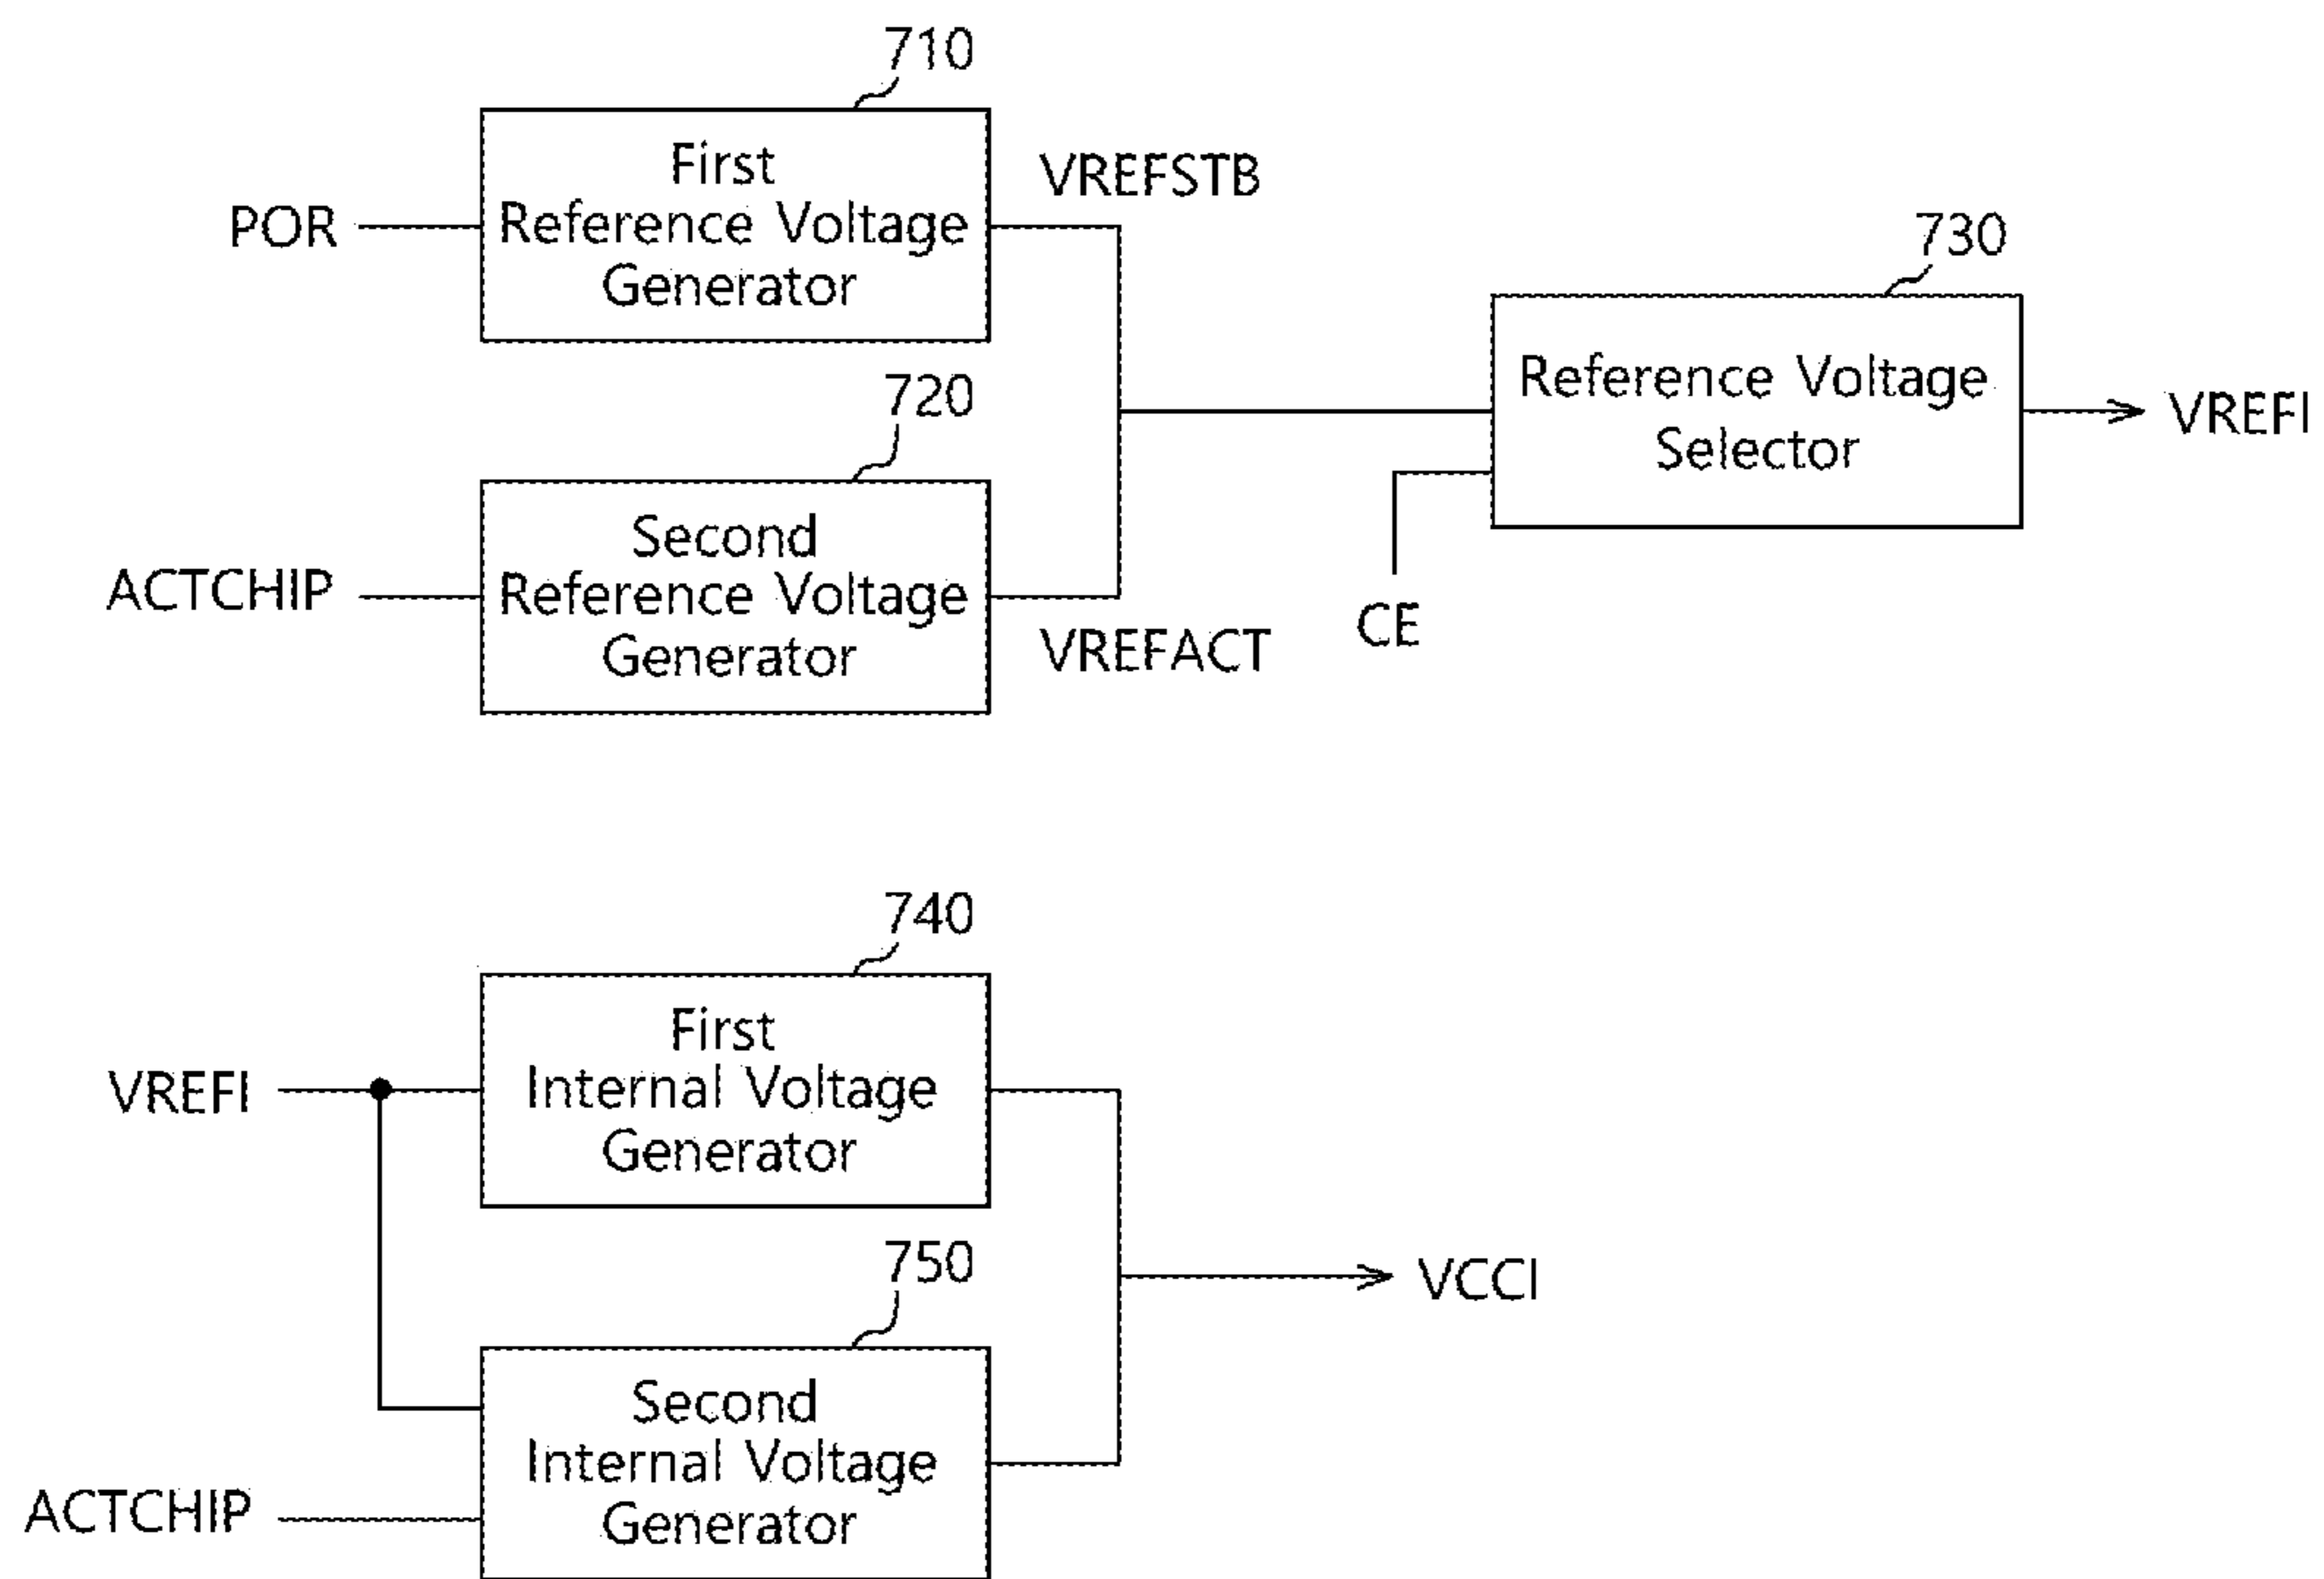 710
First
Reference Voltage
Generator
POR
VREFSTB
720
Second
Reference Voltage
Generator
ACTCHIP
VREFACT
730
Reference Voltage
Selector
CE
VREFI
740
First
Internal Voltage
Generator
VREFI
750
Second
Internal Voltage
Generator
ACTCHIP
VCCI